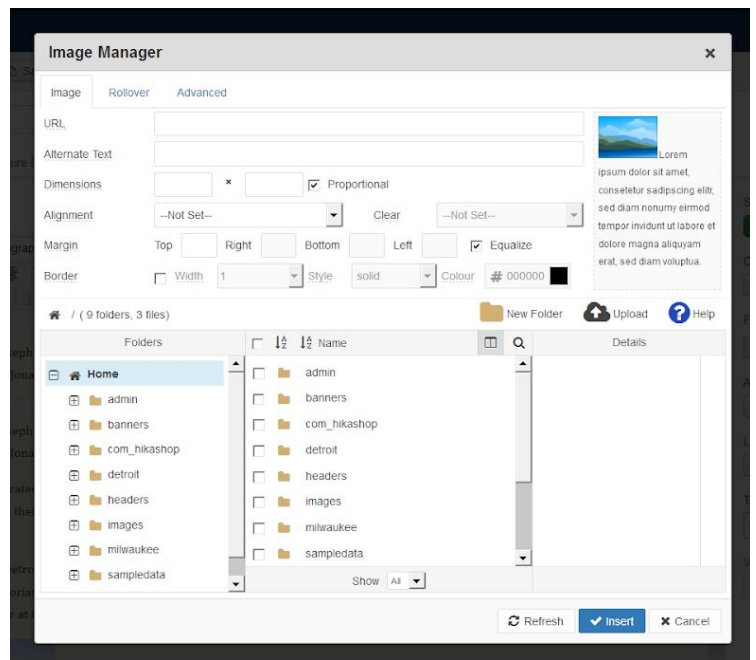 Image Manager ×
Image Rollover Advanced
URL
Alternate Text
Dimensions × Proportional
Alignment --Not Set-- Clear --Not Set--
Margin Top Right Bottom Left Equalize
Border Width 1 Style solid Colour # 000000
Lorem
ipsum dolor sit amet,
consetetur sadipscing elitr,
sed diam nonumy eirmod
tempor invidunt ut labore et
dolore magna aliquyam
erat, sed diam voluptua.
/ ( 9 folders, 3 files) New Folder Upload Help
Folders Name Details
Home
admin
banners
com_hikashop
detroit
headers
images
milwaukee
sampledata
admin
banners
com_hikashop
detroit
headers
images
milwaukee
sampledata
Show All
Refresh Insert Cancel